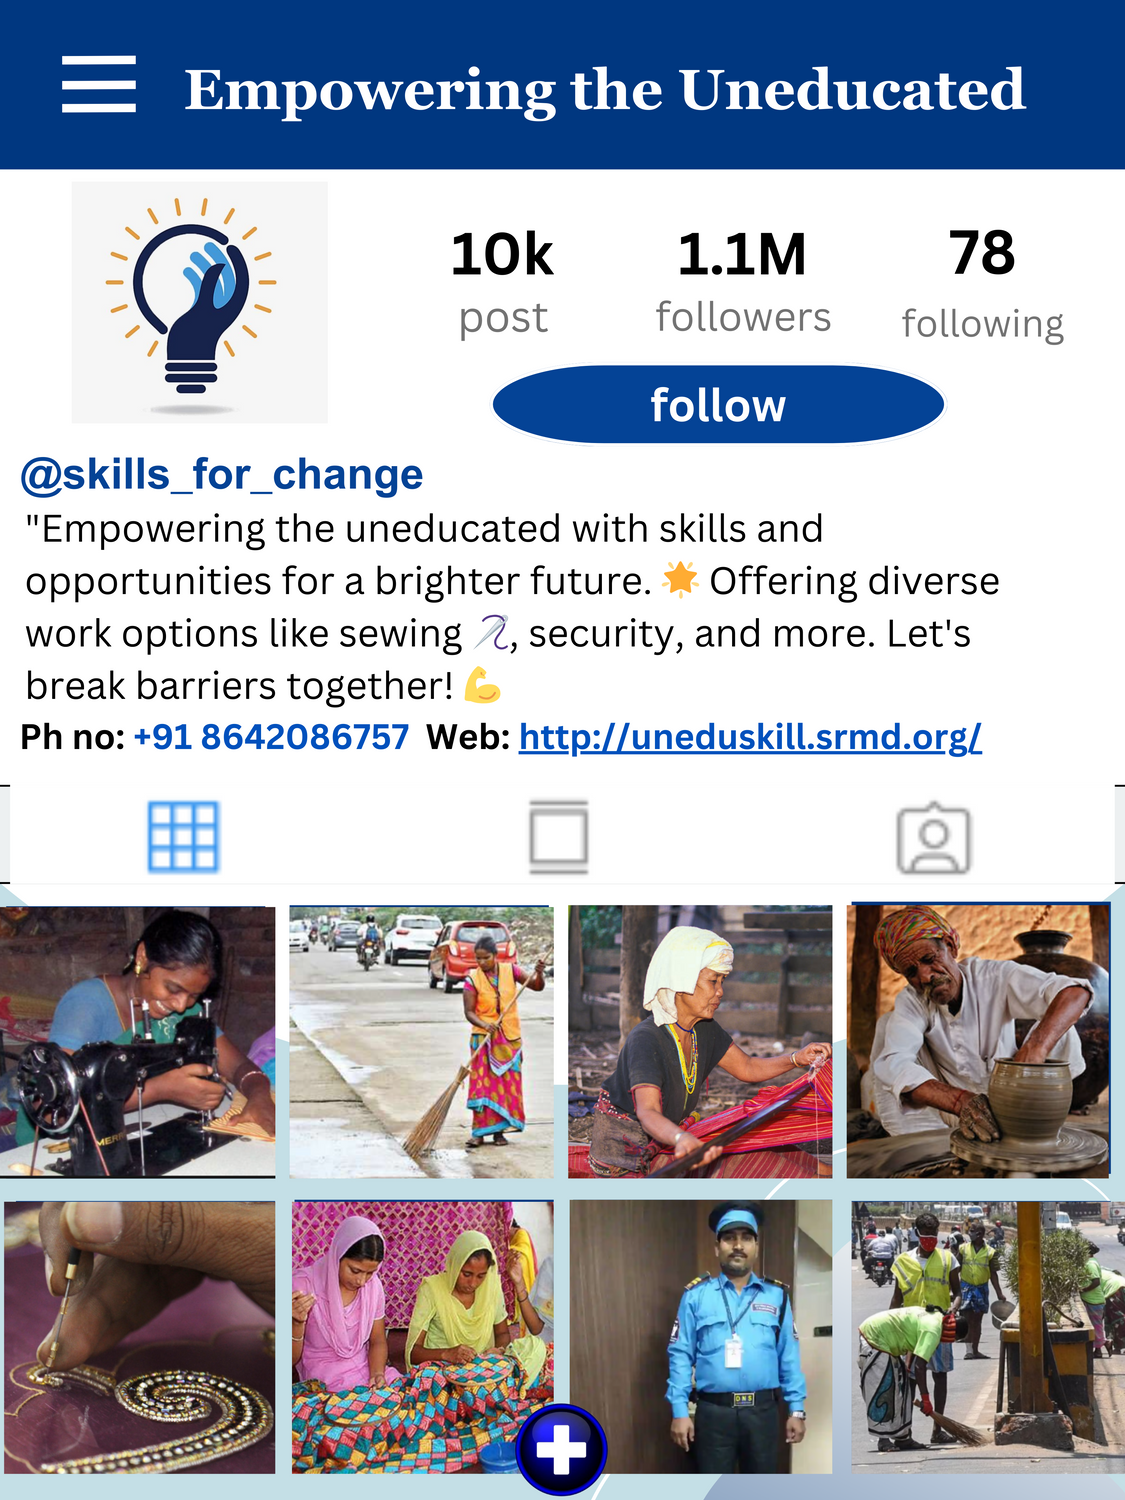 Empowering the Uneducated
10k
post
1.1M
followers
78
following
follow
@skills_for_change
"Empowering the uneducated with skills and
opportunities for a brighter future. 🌟 Offering diverse
work options like sewing 🪡, security, and more. Let's
break barriers together! 💪
Ph no: +91 8642086757 Web: http://uneduskill.srmd.org/
MERR
DNS